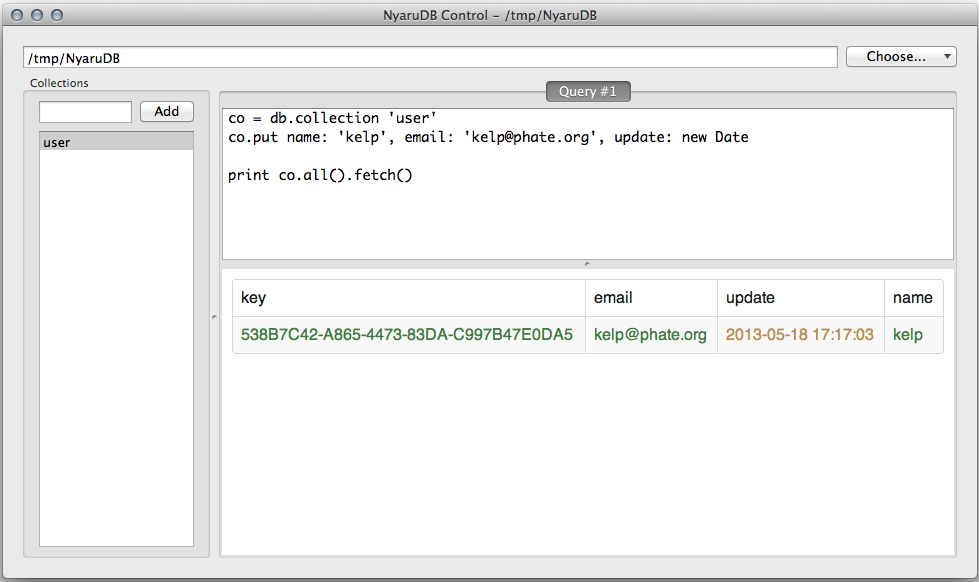 NyaruDB Control – /tmp/NyaruDB
/tmp/NyaruDB
Choose...
Collections
Add
user
Query #1
co = db.collection 'user'
co.put name: 'kelp', email: 'kelp@phate.org', update: new Date
print co.all().fetch()
key email update name
538B7C42-A865-4473-83DA-C997B47E0DA5 kelp@phate.org 2013-05-18 17:17:03 kelp